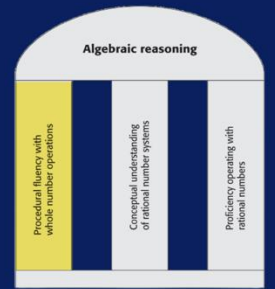 Algebraic reasoning
Procedural fluency with
whole number operations
Conceptual understanding
of rational number systems
Proficiency operating with
rational numbers